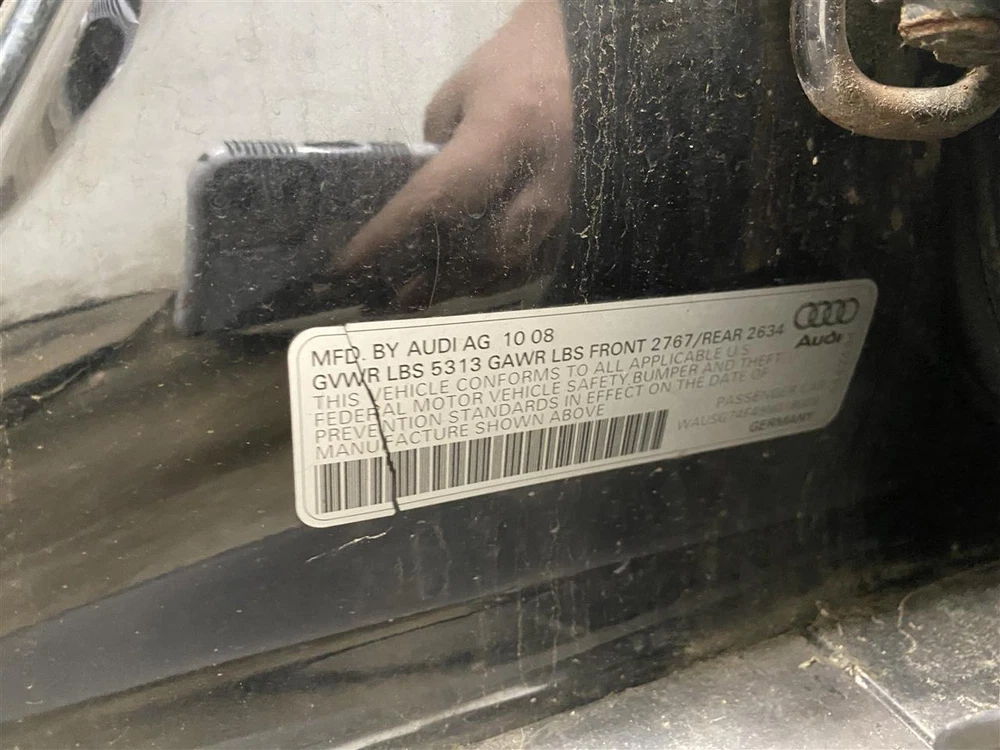 MFD. BY AUDI AG 10 08
GVWR LBS 5313 GAWR LBS FRONT 2767/REAR 2634
THIS VEHICLE CONFORMS TO ALL APPLICABLE U.S.
FEDERAL MOTOR VEHICLE SAFETY, BUMPER AND THEFT
PREVENTION STANDARDS IN EFFECT ON THE DATE OF
MANUFACTURE SHOWN ABOVE
Audi
PASSENGER CAR
GERMANY